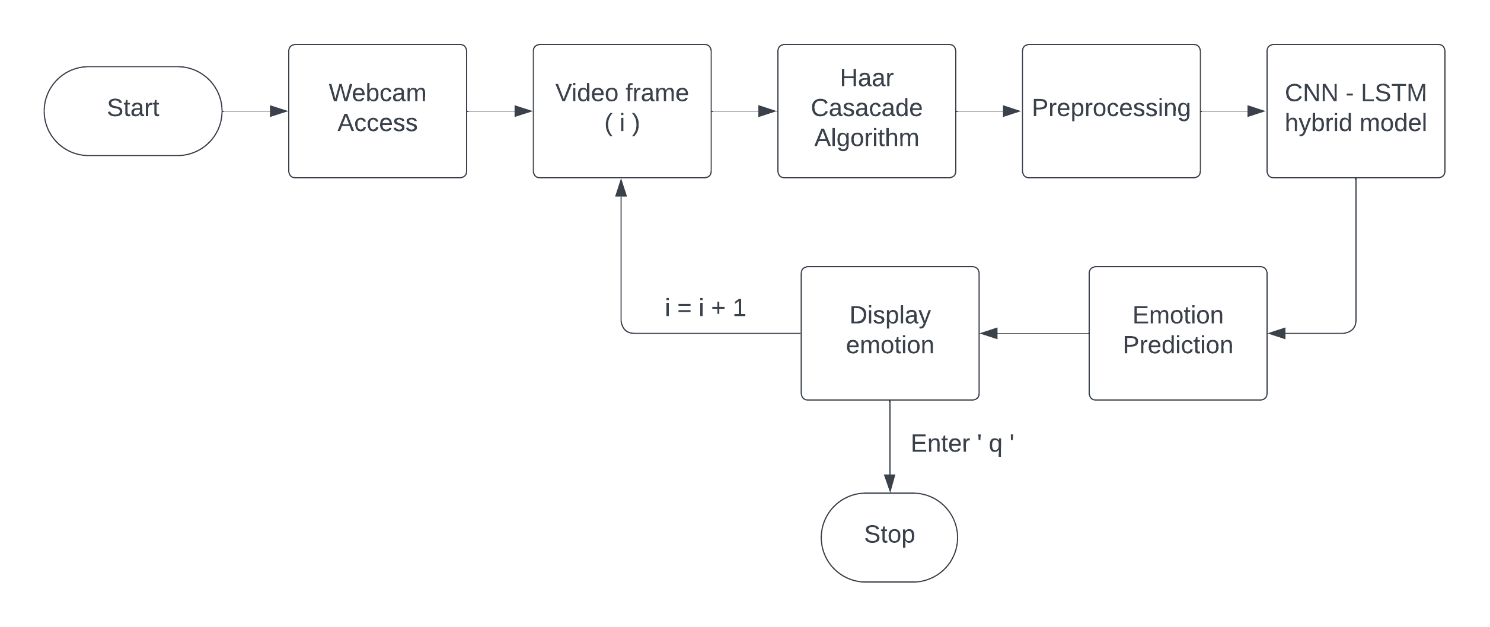 Start
Webcam
Access
Video frame
( i )
Haar
Casacade
Algorithm
Preprocessing
CNN - LSTM
hybrid model
Emotion
Prediction
Display
emotion
i = i + 1
Enter ' q '
Stop